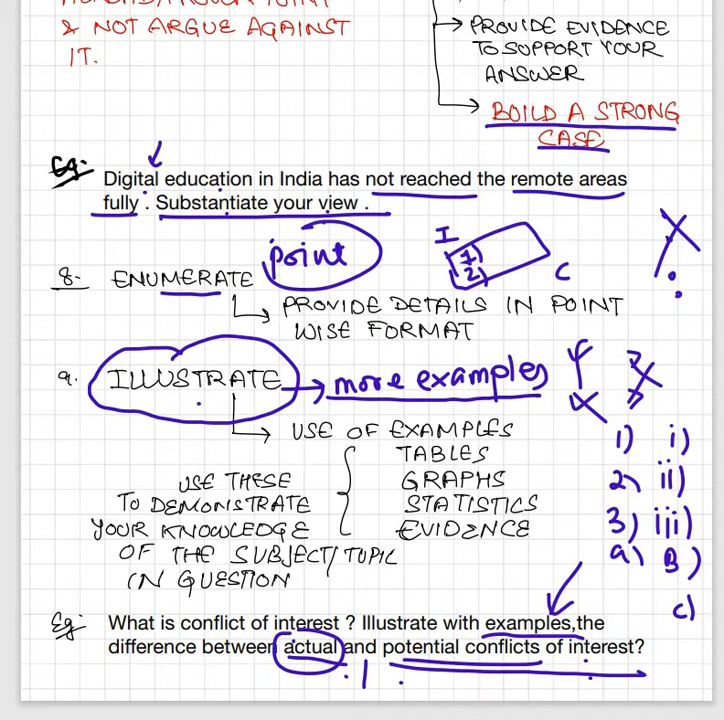 & NOT ARGUE AGAINST
IT.
PROVIDE EVIDENCE
TO SUPPORT YOUR
ANSWER
BUILD A STRONG
CASE
Eg:
Digital education in India has not reached the remote areas
fully . Substantiate your view .
point
I
1)
2)
C
8- ENUMERATE
PROVIDE DETAILS IN POINT
WISE FORMAT
9. ILLUSTRATE
more examples
USE OF EXAMPLES
TABLES
GRAPHS
STATISTICS
EVIDENCE
USE THESE
TO DEMONSTRATE
YOUR KNOWLEDGE
OF THE SUBJECT/TOPIC
IN QUESTION
1) i)
2) ii)
3) iii)
a) B)
c)
Eg:
What is conflict of interest ? Illustrate with examples,the
difference between actual and potential conflicts of interest?